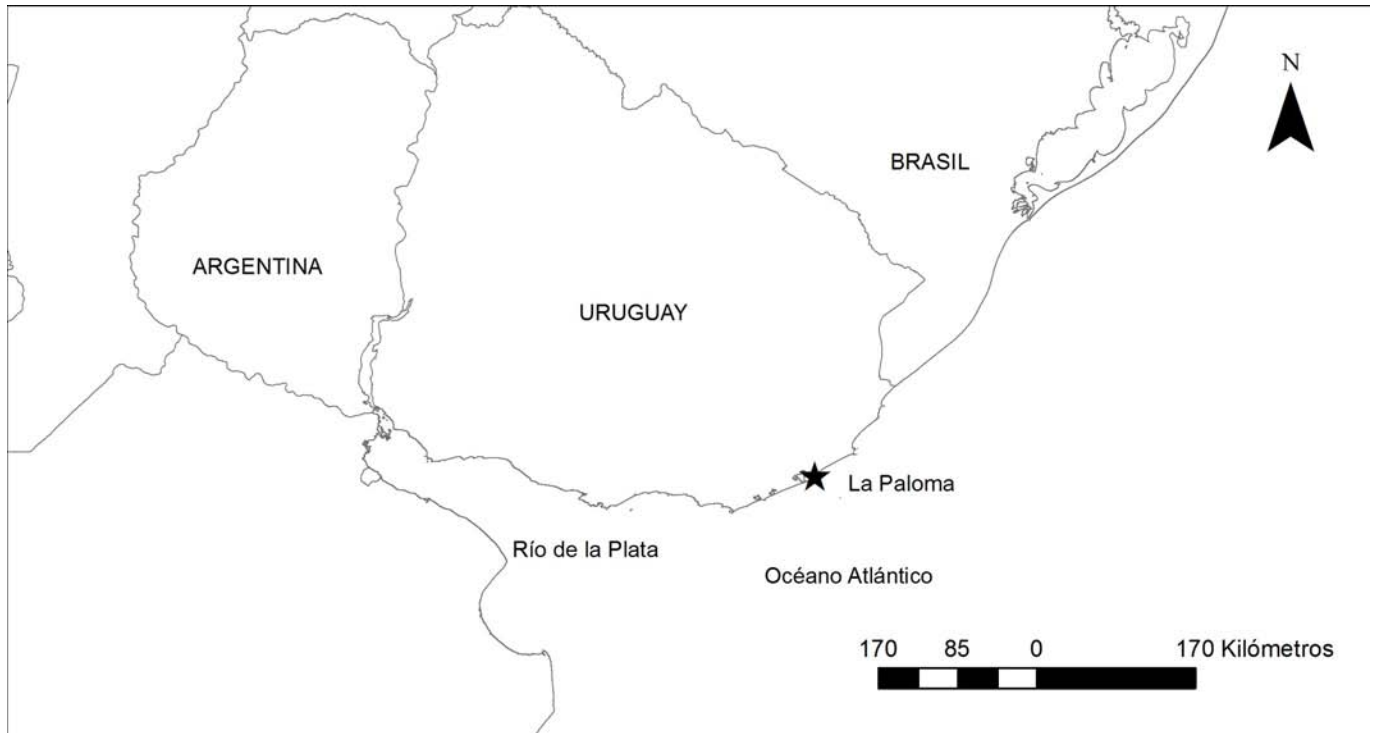 N
BRASIL
ARGENTINA
URUGUAY
La Paloma
Río de la Plata
Océano Atlántico
170 85 0 170 Kilómetros